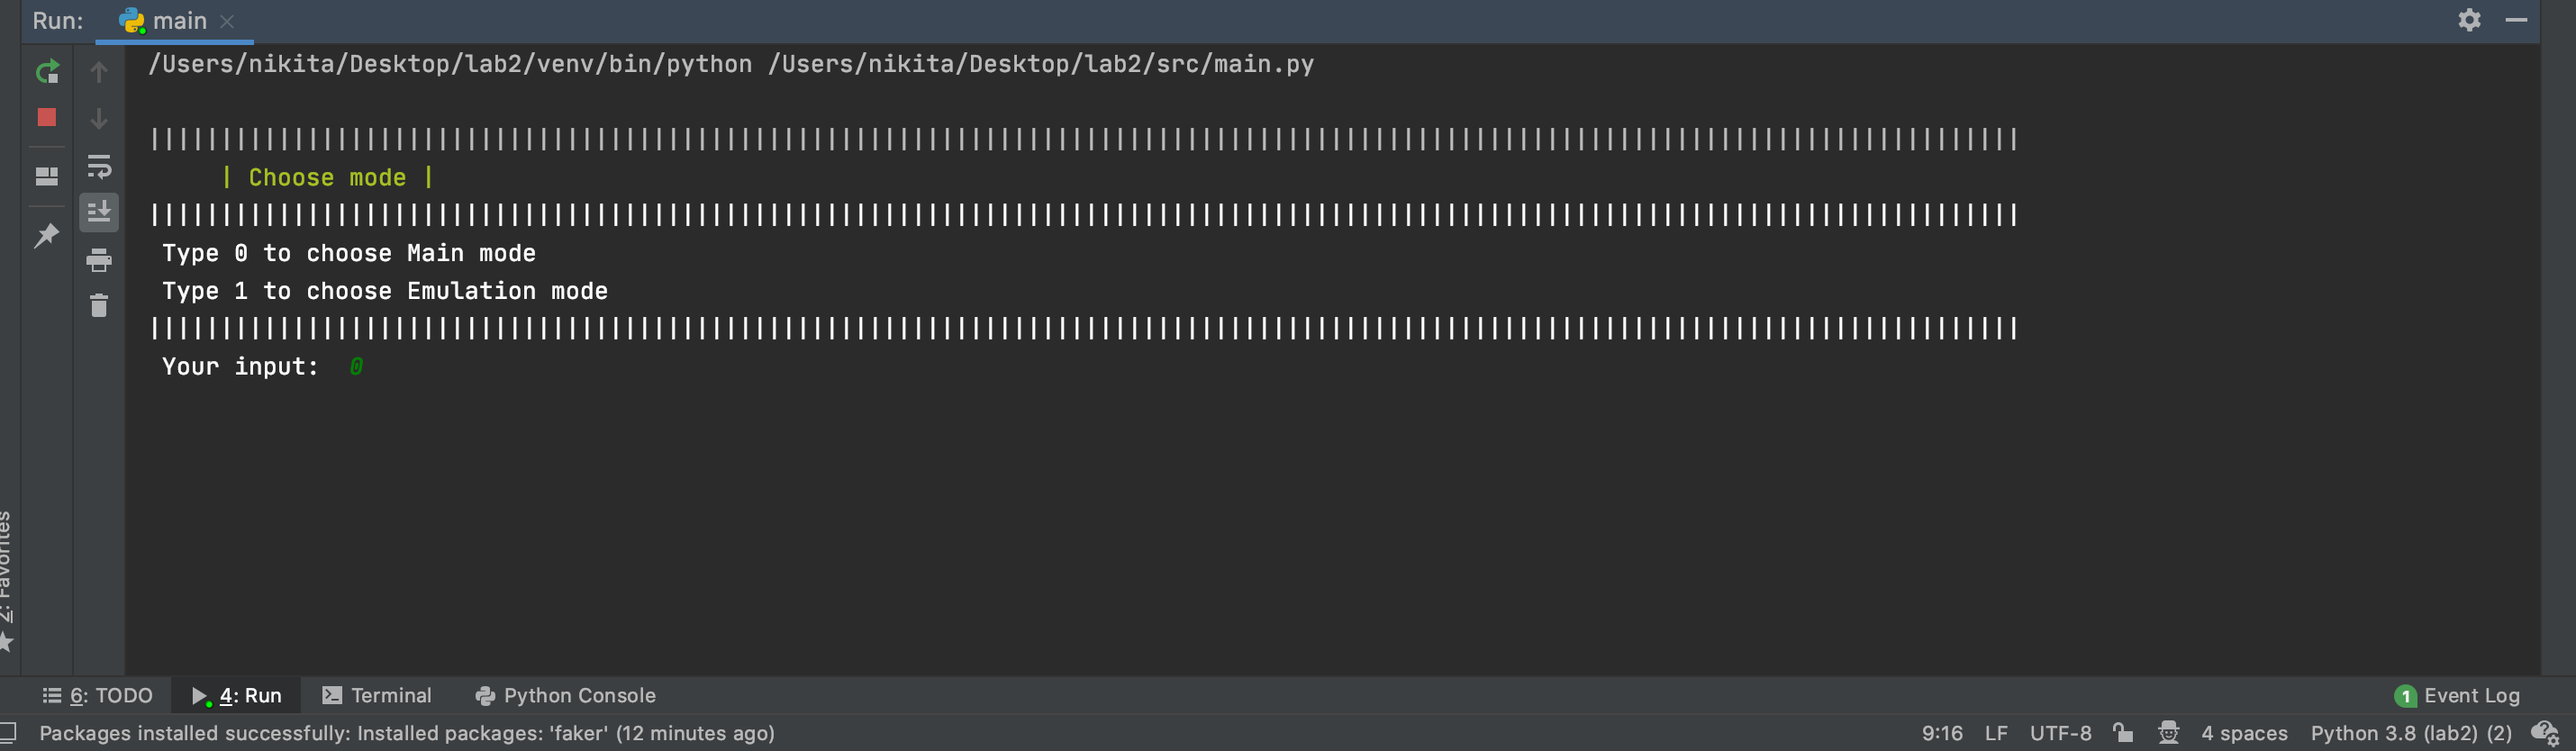 Run: main
/Users/nikita/Desktop/lab2/venv/bin/python /Users/nikita/Desktop/lab2/src/main.py
||||||||||||||||||||||||||||||||||||||||||||||||||||||||||||||||||||||||||||||||||||||||||||||||||||||||||||||||||||||||||||||||||
| Choose mode |
||||||||||||||||||||||||||||||||||||||||||||||||||||||||||||||||||||||||||||||||||||||||||||||||||||||||||||||||||||||||||||||||||
Type 0 to choose Main mode
Type 1 to choose Emulation mode
||||||||||||||||||||||||||||||||||||||||||||||||||||||||||||||||||||||||||||||||||||||||||||||||||||||||||||||||||||||||||||||||||
Your input: 0
2: Favorites
6: TODO 4: Run Terminal Python Console 1 Event Log
Packages installed successfully: Installed packages: 'faker' (12 minutes ago) 9:16 LF UTF-8 4 spaces Python 3.8 (lab2) (2)